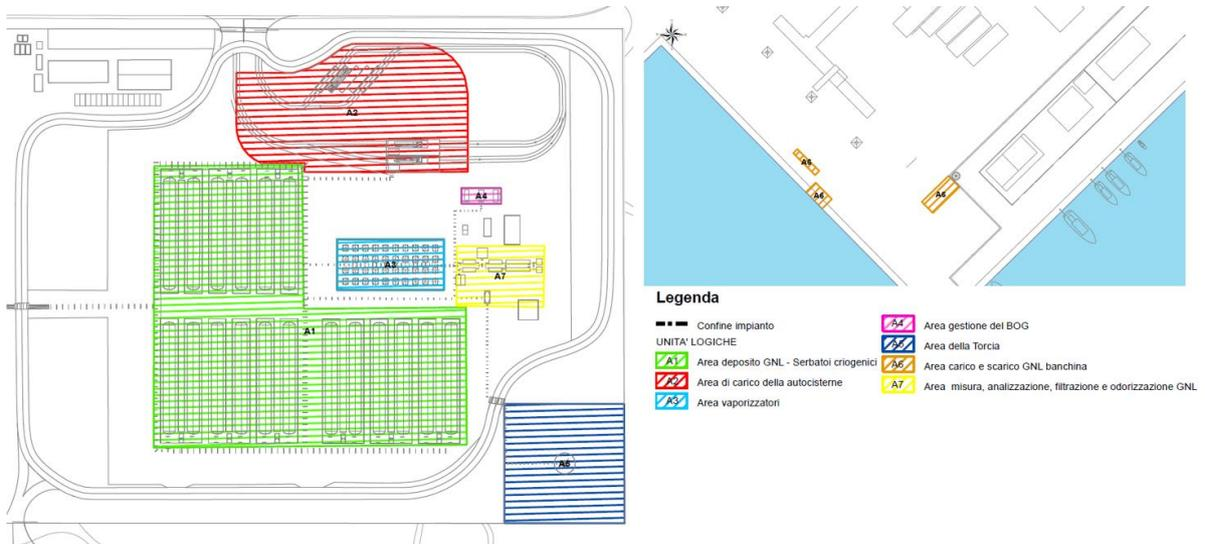 A2
A4
A3
A7
A1
A5
A6
A6
A6
Legenda
Confine impianto
UNITA' LOGICHE
A1 Area deposito GNL - Serbatoi criogenici
A2 Area di carico della autocisterne
A3 Area vaporizzatori
A4 Area gestione del BOG
A5 Area della Torcia
A6 Area carico e scarico GNL banchina
A7 Area misura, analizzazione, filtrazione e odorizzazione GNL